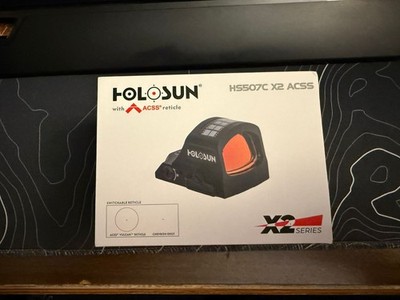 HOLOSUN®
with ACSS® reticle
HS507C X2 ACSS
HOLOSUN
SWITCHABLE RETICLE
X2 SERIES